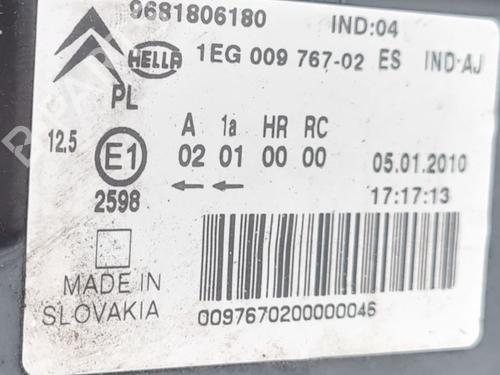 9681806180 IND:04
HELLA 1EG 009 767-02 ES IND:AJ
PL
12.5 E1 A 1a HR RC
02 01 00 00 05.01.2010
2598 17:17:13
MADE IN
SLOVAKIA
00976702000000046